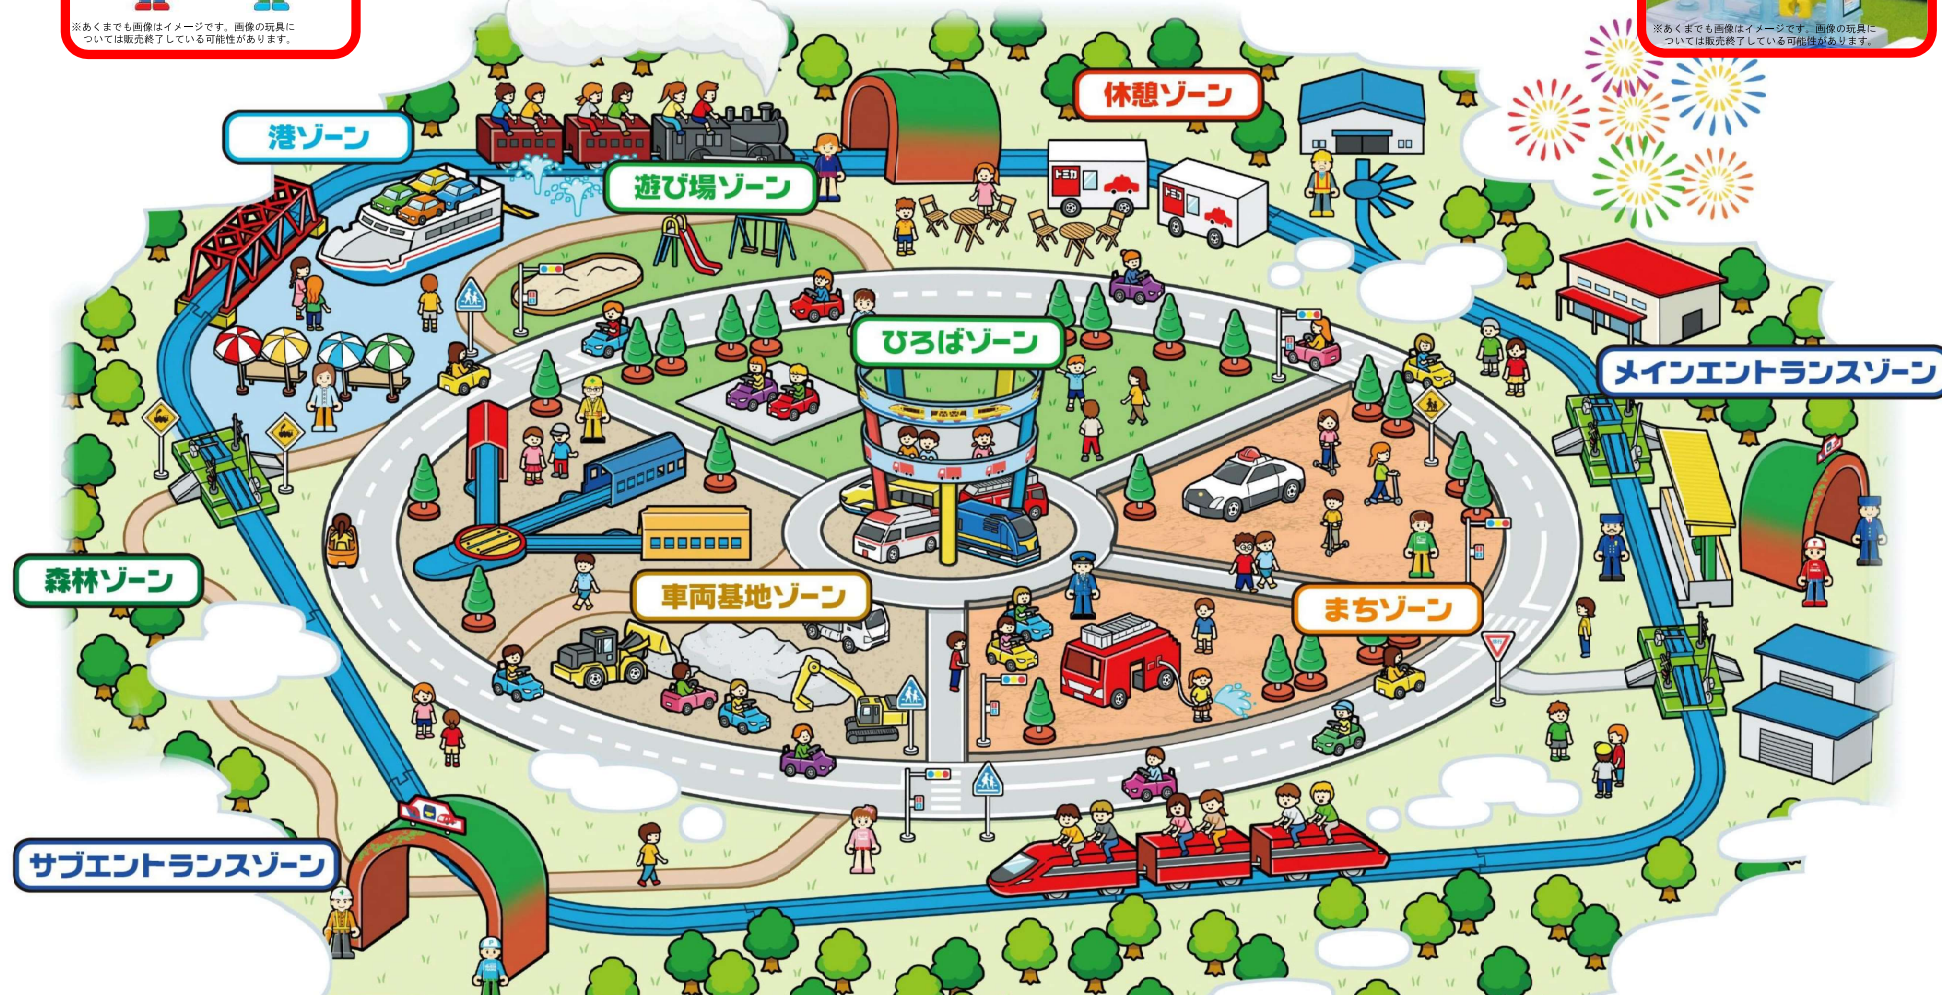 ※あくまでも画像はイメージです。画像の玩具に
ついては販売終了している可能性があります。
※あくまでも画像はイメージです。画像の玩具に
ついては販売終了している可能性があります。
休憩ゾーン
港ゾーン
遊び場ゾーン
トミカ
トミカ
ひろばゾーン
メインエントランスゾーン
森林ゾーン
車両基地ゾーン
まちゾーン
サブエントランスゾーン